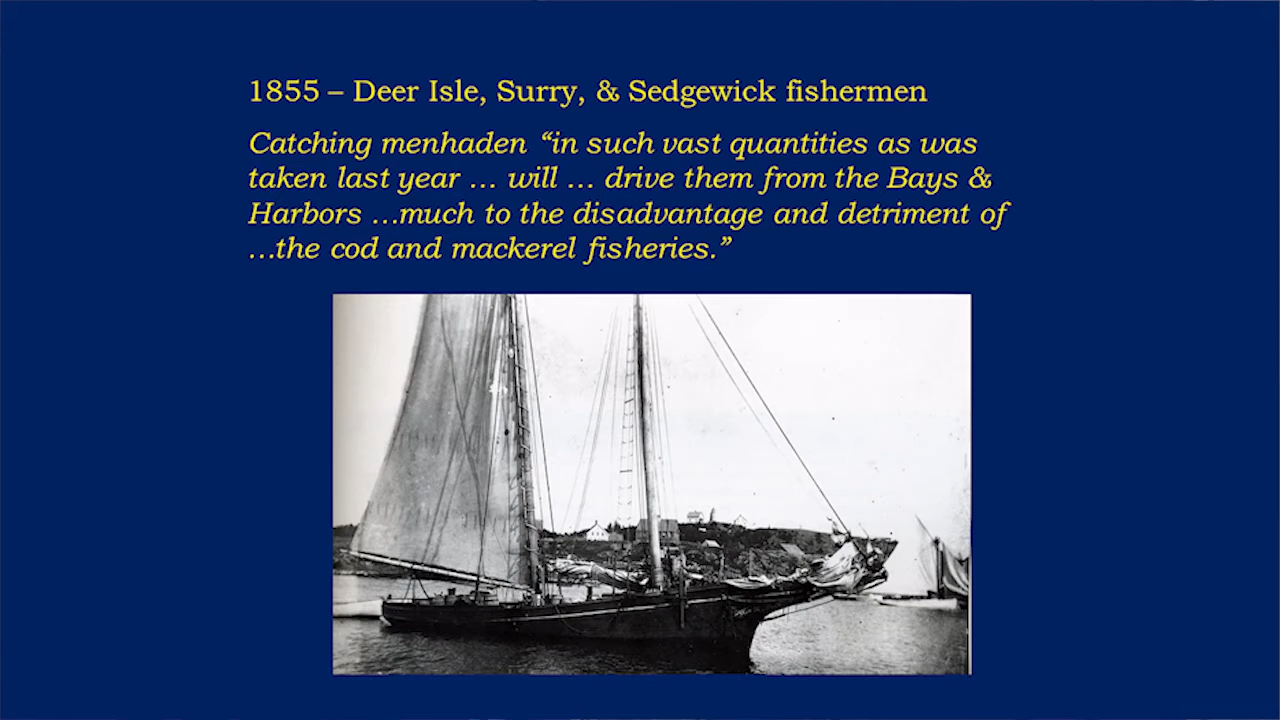 1855 – Deer Isle, Surry, & Sedgewick fishermen
Catching menhaden “in such vast quantities as was
taken last year … will … drive them from the Bays &
Harbors …much to the disadvantage and detriment of
…the cod and mackerel fisheries.”